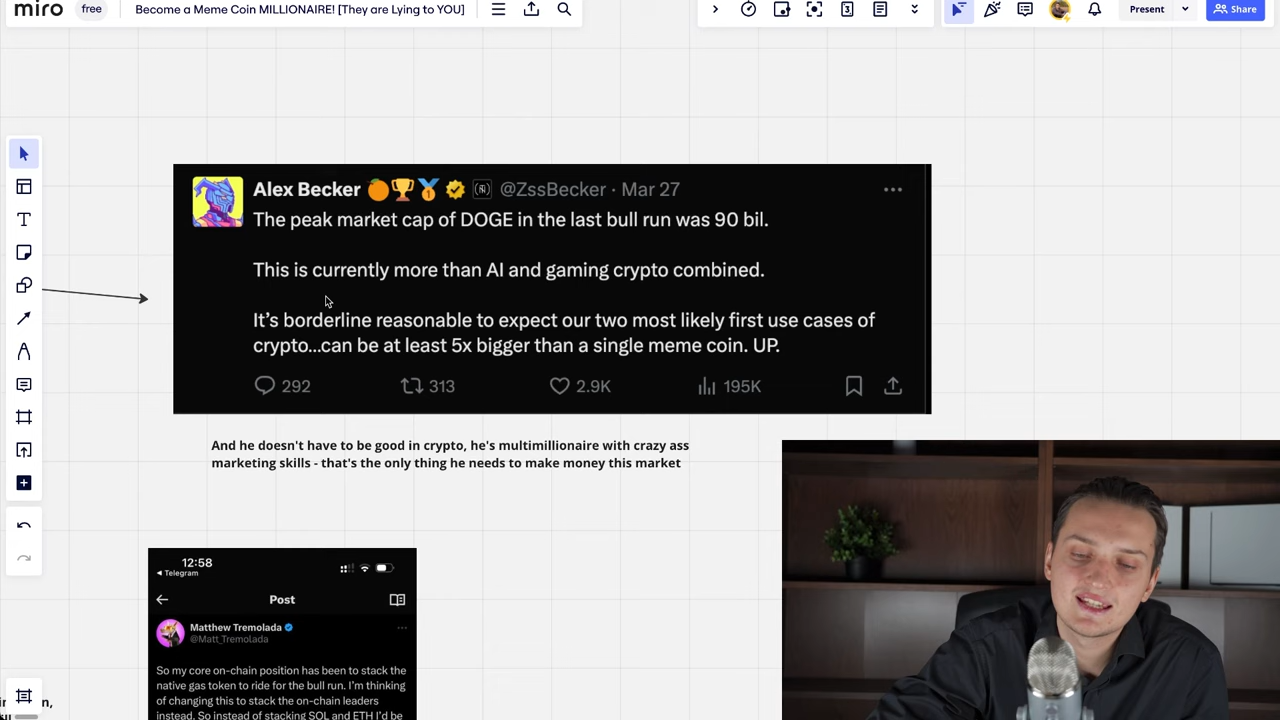 miro
free
Become a Meme Coin MILLIONAIRE! [They are Lying to YOU]
Present
Share
Alex Becker @ZssBecker · Mar 27
The peak market cap of DOGE in the last bull run was 90 bil.
This is currently more than AI and gaming crypto combined.
It’s borderline reasonable to expect our two most likely first use cases of
crypto...can be at least 5x bigger than a single meme coin. UP.
292 313 2.9K 195K
And he doesn't have to be good in crypto, he's multimillionaire with crazy ass
marketing skills - that's the only thing he needs to make money this market
12:58
Telegram
Post
Matthew Tremolada
@Matt_Tremolada
So my core on-chain position has been to stack the
native gas token to ride for the bull run. I'm thinking
of changing this to stack the on-chain leaders
instead. So instead of stacking SOL and ETH I'd be